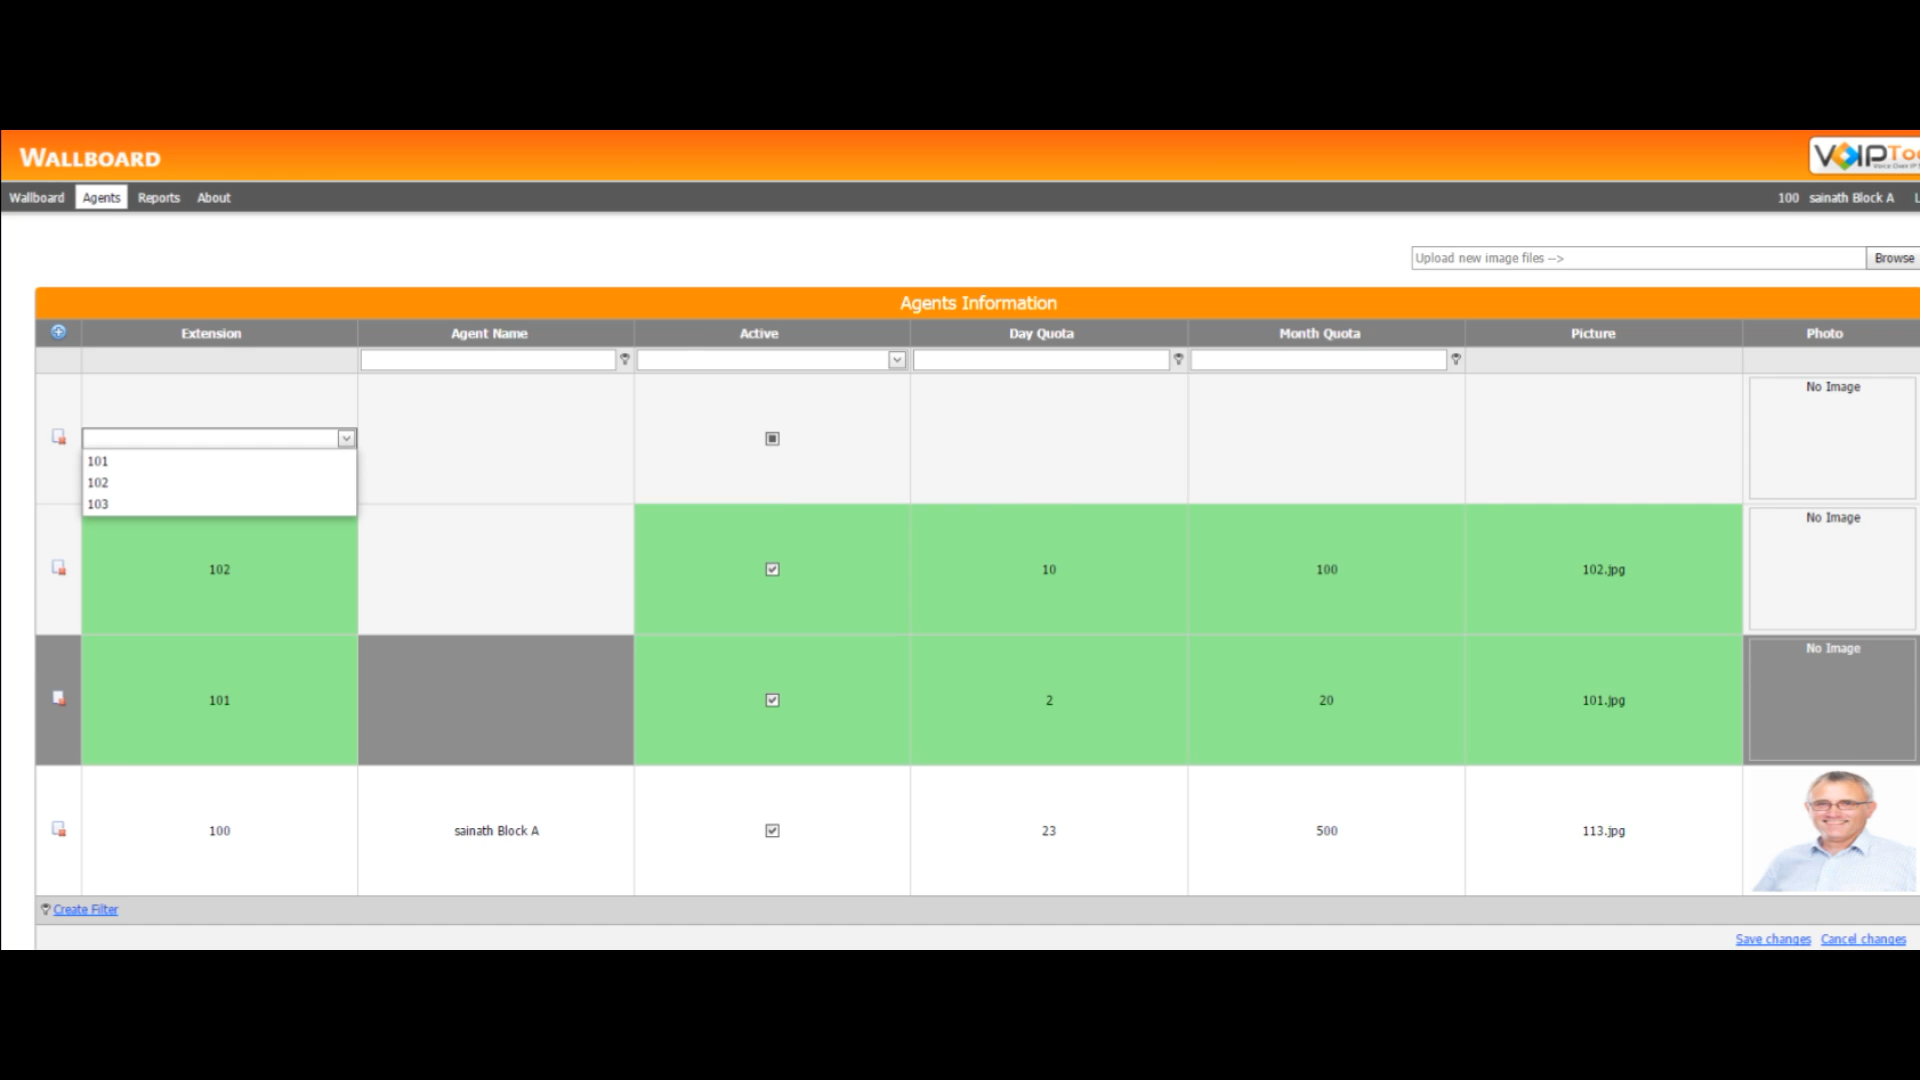 WALLBOARD
VOIPToo
Wallboard Agents Reports About
100 sainath Block A L
Upload new image files --> Browse
Agents Information
Extension Agent Name Active Day Quota Month Quota Picture Photo
No Image
101
102
103
No Image
102 10 100 102.jpg
No Image
101 2 20 101.jpg
100 sainath Block A 23 500 113.jpg
Create Filter
Save changes Cancel changes